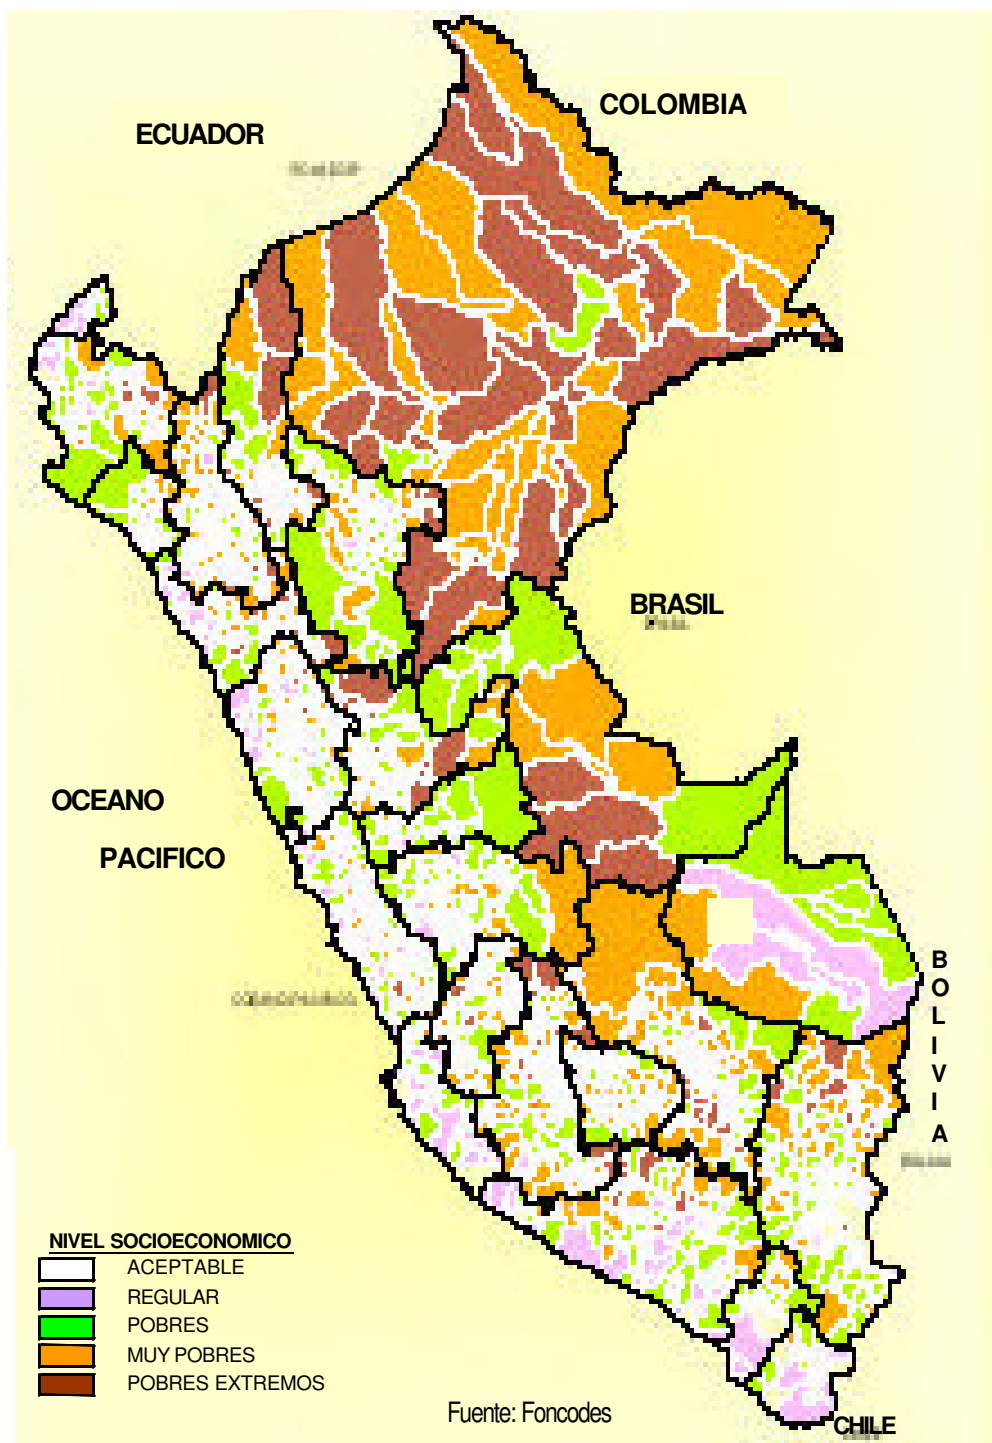 COLOMBIA
ECUADOR
BRASIL
OCEANO
PACIFICO
B
O
L
I
V
I
A
NIVEL SOCIOECONOMICO
ACEPTABLE
REGULAR
POBRES
MUY POBRES
POBRES EXTREMOS
Fuente: Foncodes
CHILE